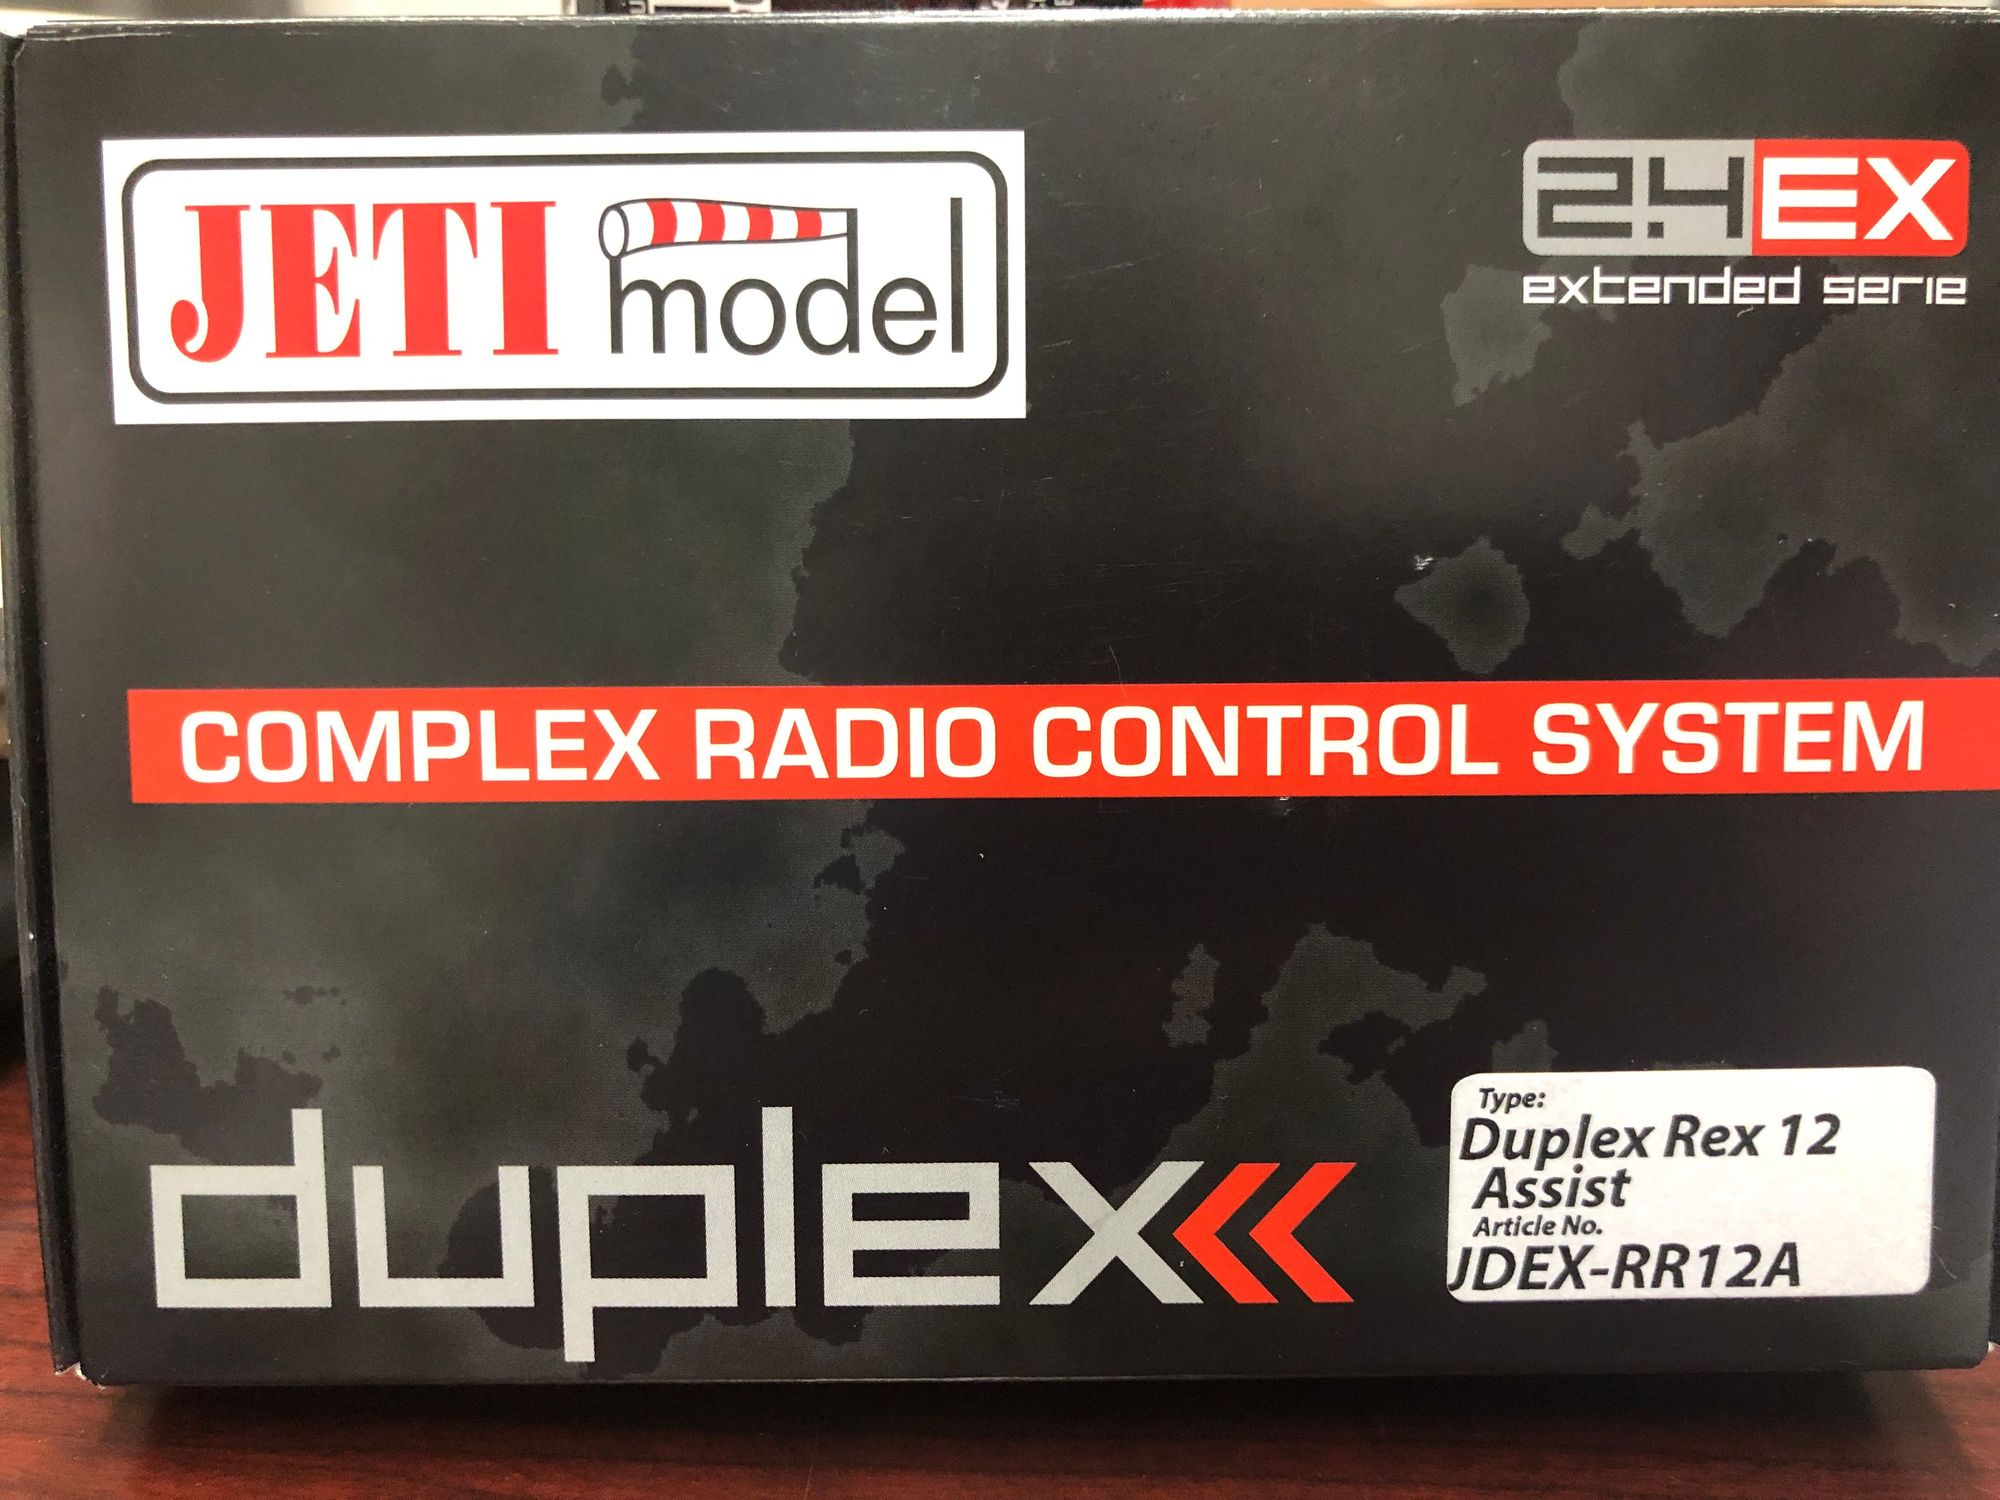 JETI model
2.4EX
extended serie
COMPLEX RADIO CONTROL SYSTEM
duplex
Type:
Duplex Rex 12
Assist
Article No.
JDEX-RR12A